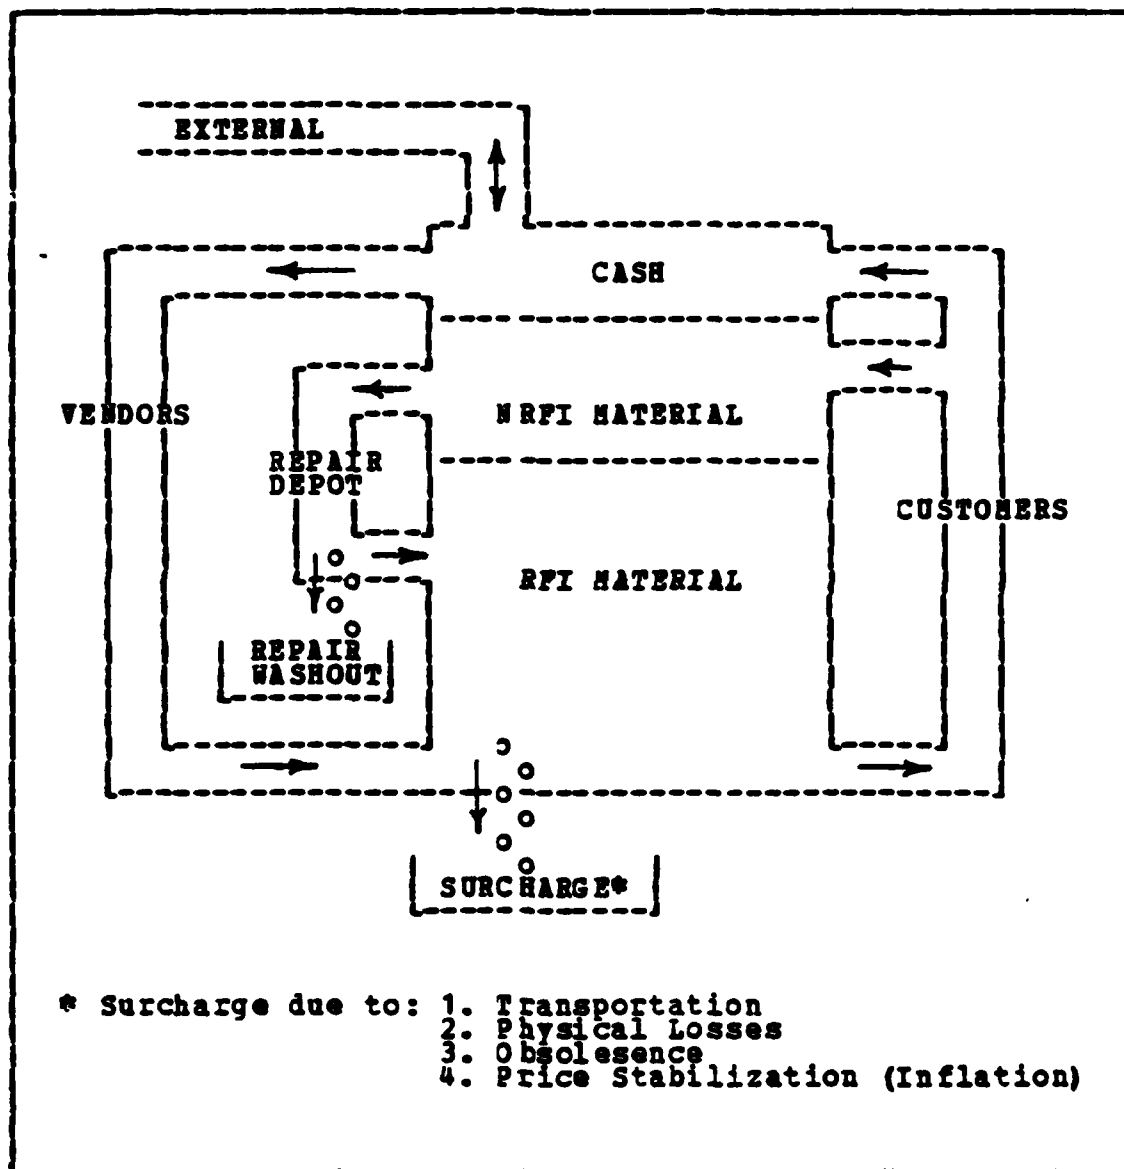 EXTERNAL
CASH
VENDORS
NRFI MATERIAL
REPAIR
DEPOT
CUSTOMERS
RFI MATERIAL
REPAIR
WASHOUT
SURCHARGE*
* Surcharge due to: 1. Transportation
2. Physical Losses
3. Obsolesence
4. Price Stabilization (Inflation)